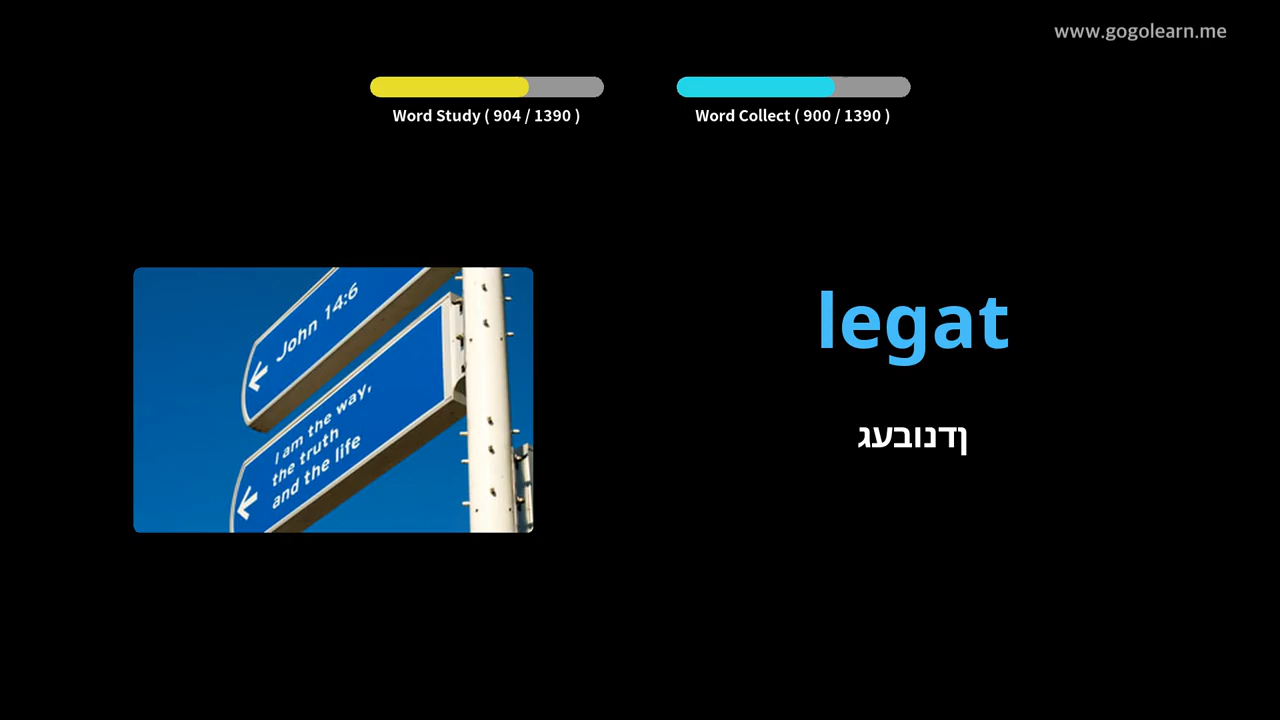 www.gogolearn.me
Word Study ( 904 / 1390 )
Word Collect ( 900 / 1390 )
John 14:6
I am the way,
the truth
and the life
legat
ןדנובעג